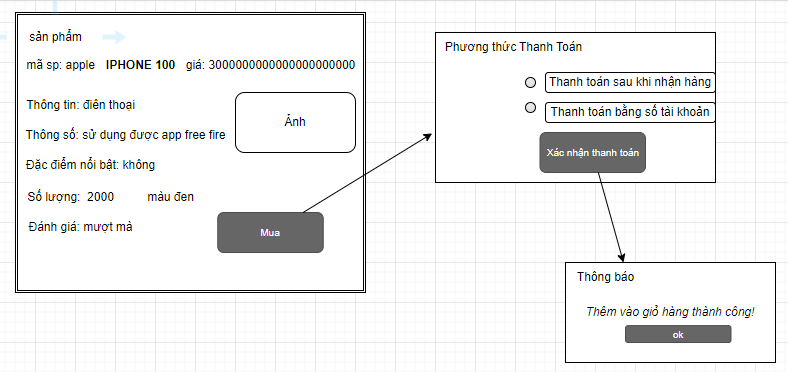 sản phẩm
mã sp: apple IPHONE 100 giá: 3000000000000000000000
Thông tin: điên thoại
Ảnh
Thông số: sử dụng được app free fire
Đặc điểm nổi bật: không
Số lượng: 2000 màu đen
Đánh giá: mượt mà
Mua
Phương thức Thanh Toán
Thanh toán sau khi nhận hàng
Thanh toán bằng số tài khoản
Xác nhận thanh toán
Thông báo
Thêm vào giỏ hàng thành công!
ok